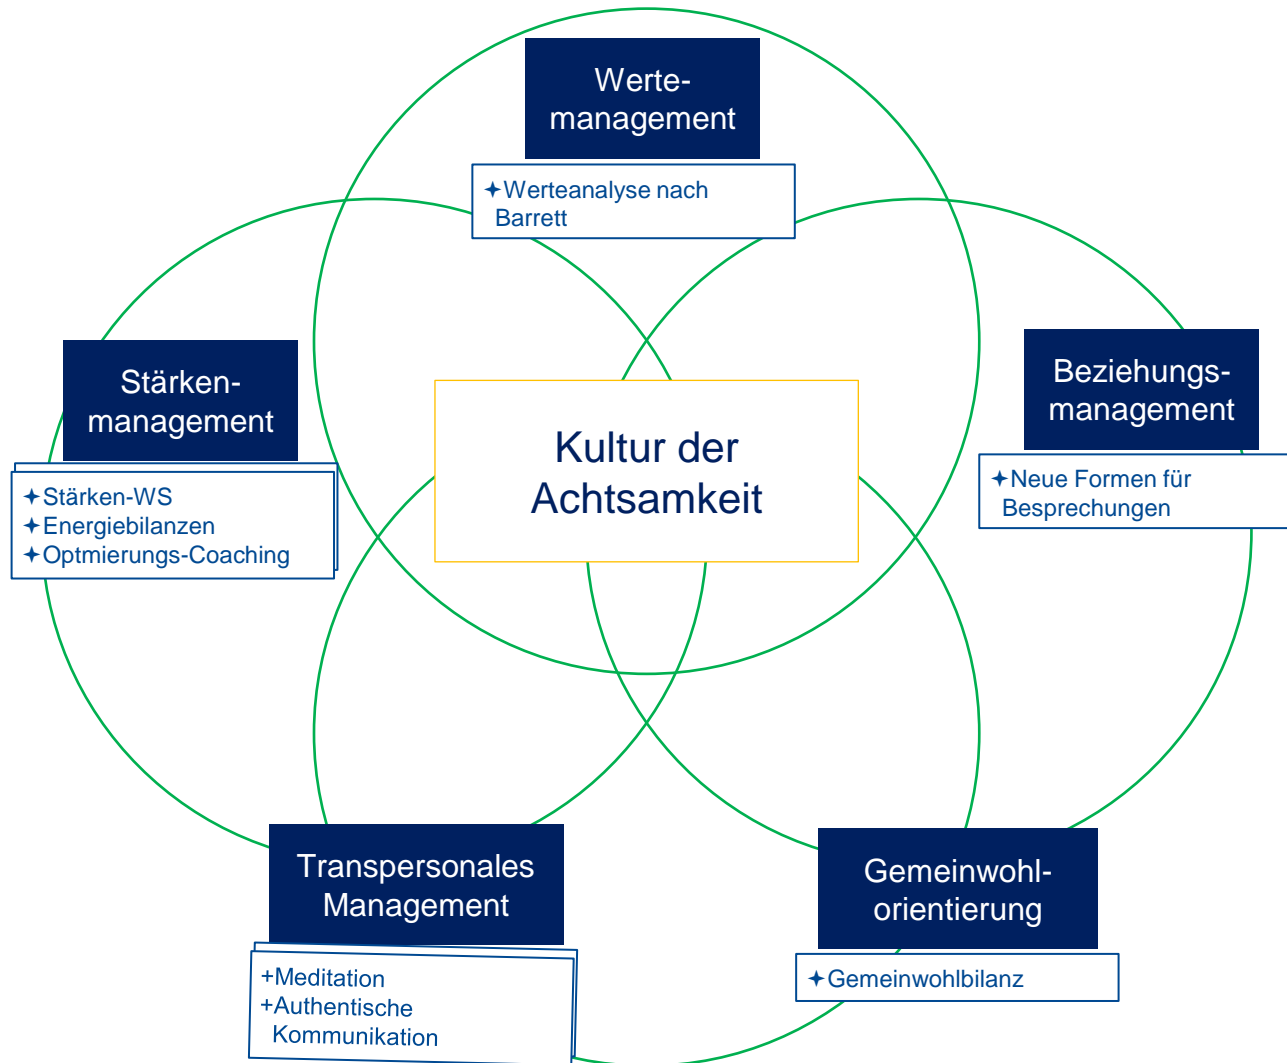 Werte-
management
✦Werteanalyse nach
Barrett
Stärken-
management
✦Stärken-WS
✦Energiebilanzen
✦Optmierungs-Coaching
Kultur der
Achtsamkeit
Beziehungs-
management
✦Neue Formen für
Besprechungen
Transpersonales
Management
+Meditation
+Authentische
Kommunikation
Gemeinwohl-
orientierung
✦Gemeinwohlbilanz